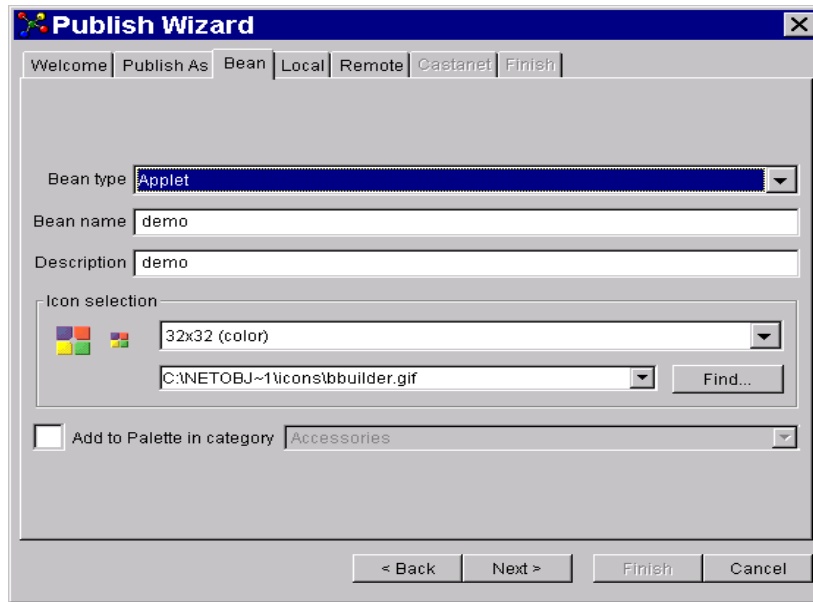 Publish Wizard
Welcome Publish As Bean Local Remote Castanet Finish
Bean type Applet
Bean name demo
Description demo
Icon selection
32x32 (color)
C:\NETOBJ~1\icons\bbuilder.gif Find...
Add to Palette in category Accessories
< Back Next > Finish Cancel